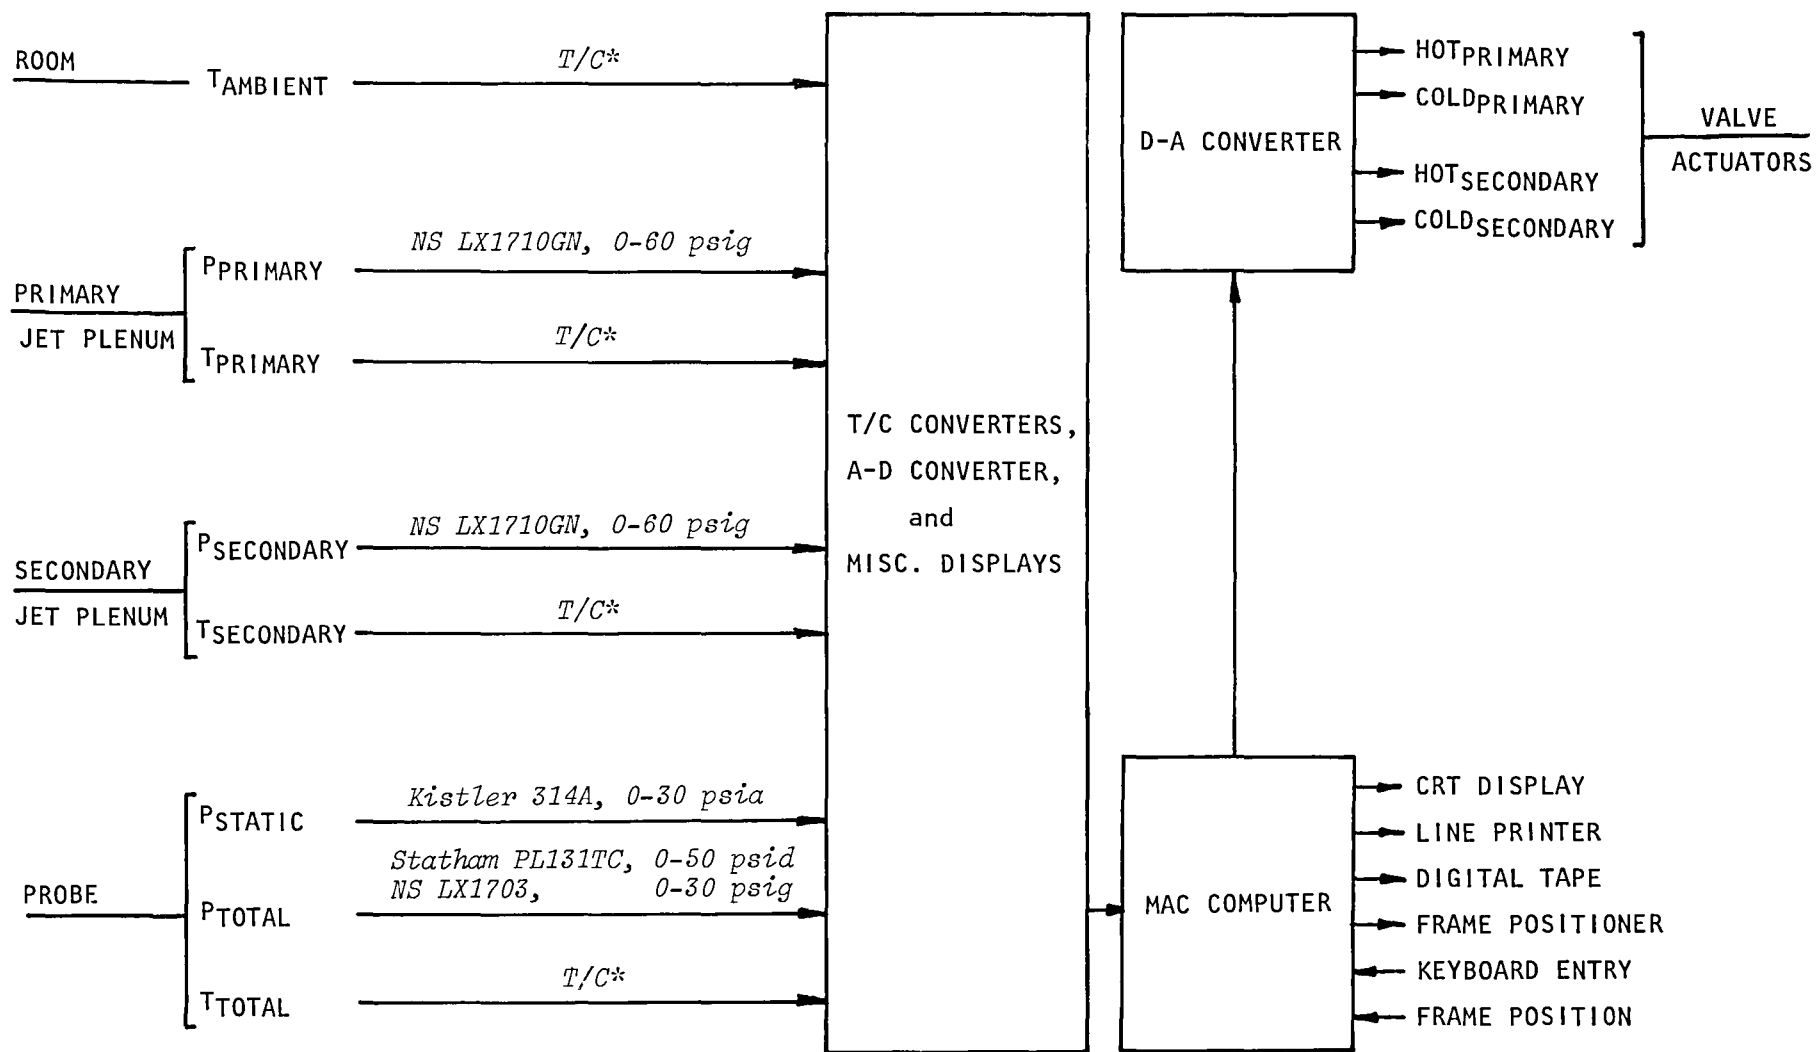 ROOM
TAMBIENT
T/C*
PRIMARY
JET PLENUM
PPRIMARY
NS LX1710GN, 0-60 psig
TPRIMARY
T/C*
SECONDARY
JET PLENUM
PSECONDARY
NS LX1710GN, 0-60 psig
TSECONDARY
T/C*
PROBE
PSTATIC
Kistler 314A, 0-30 psia
PTOTAL
Statham PL131TC, 0-50 psid
NS LX1703, 0-30 psig
TTOTAL
T/C*
T/C CONVERTERS,
A-D CONVERTER,
and
MISC. DISPLAYS
D-A CONVERTER
HOTPRIMARY
COLDPRIMARY
HOTSECONDARY
COLDSECONDARY
VALVE
ACTUATORS
MAC COMPUTER
CRT DISPLAY
LINE PRINTER
DIGITAL TAPE
FRAME POSITIONER
KEYBOARD ENTRY
FRAME POSITION